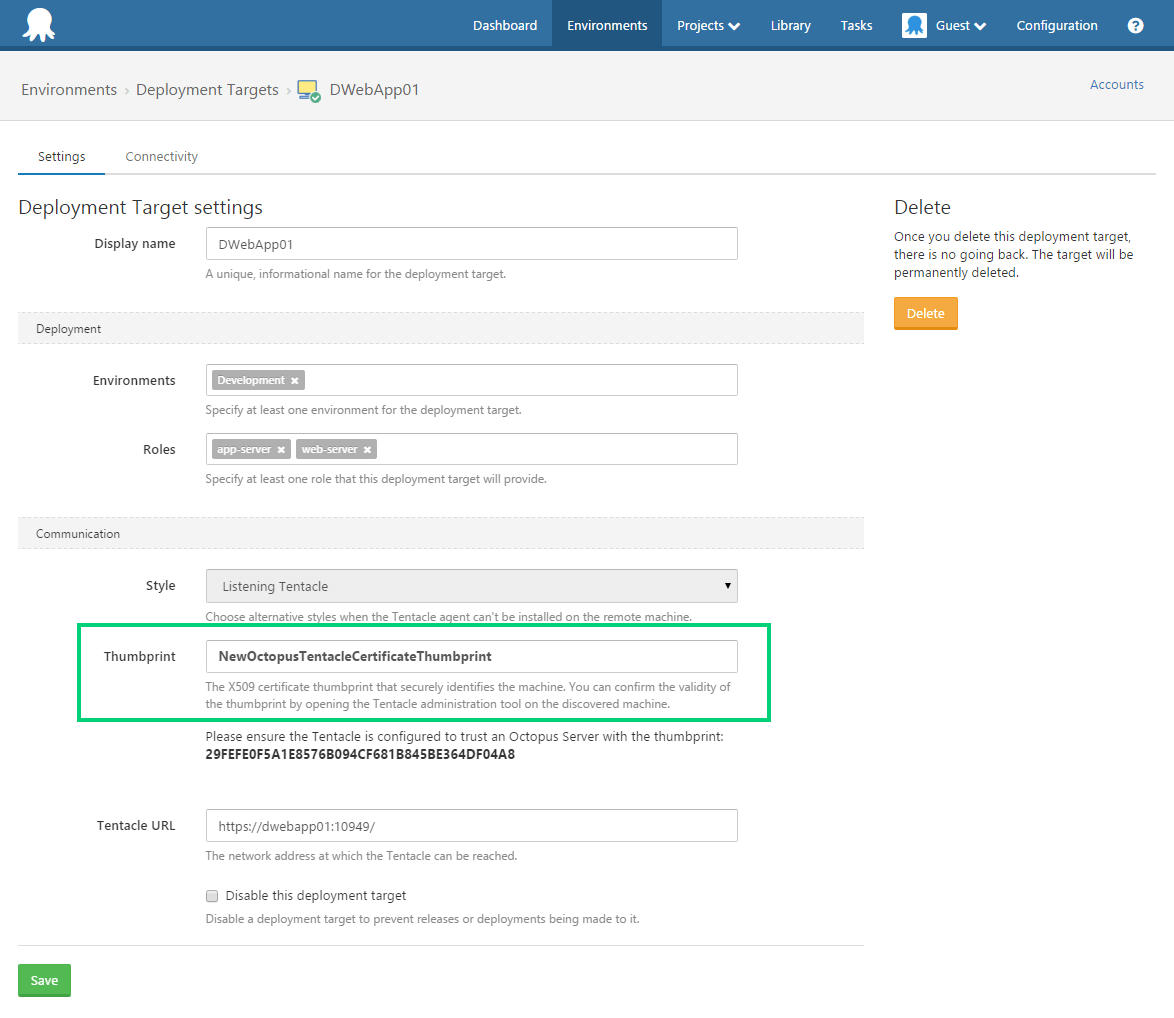 Dashboard Environments Projects Library Tasks Guest Configuration ?
Environments › Deployment Targets › DWebApp01
Accounts
Settings Connectivity
Deployment Target settings
Display name DWebApp01
A unique, informational name for the deployment target.
Deployment
Environments Development ×
Specify at least one environment for the deployment target.
Roles app-server × web-server ×
Specify at least one role that this deployment target will provide.
Communication
Style Listening Tentacle
Choose alternative styles when the Tentacle agent can't be installed on the remote machine.
Thumbprint NewOctopusTentacleCertificateThumbprint
The X509 certificate thumbprint that securely identifies the machine. You can confirm the validity of
the thumbprint by opening the Tentacle administration tool on the discovered machine.
Please ensure the Tentacle is configured to trust an Octopus Server with the thumbprint:
29FEFE0F5A1E8576B094CF681B845BE364DF04A8
Tentacle URL https://dwebapp01:10949/
The network address at which the Tentacle can be reached.
Disable this deployment target
Disable a deployment target to prevent releases or deployments being made to it.
Save
Delete
Once you delete this deployment target,
there is no going back. The target will be
permanently deleted.
Delete